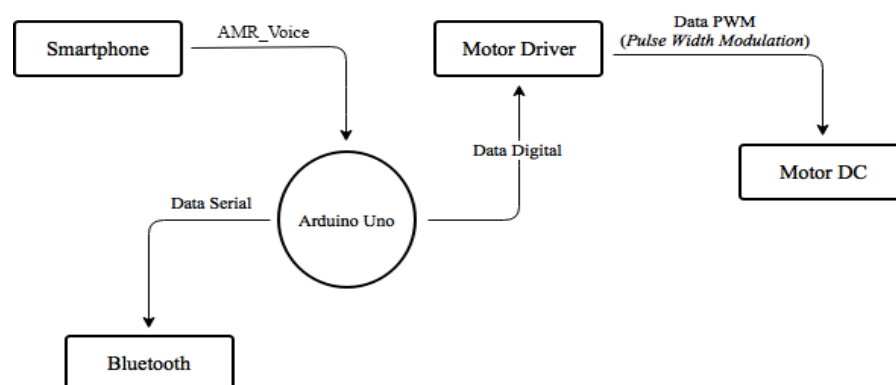 Smartphone
AMR_Voice
Motor Driver
Data PWM
(Pulse Width Modulation)
Data Digital
Motor DC
Data Serial
Arduino Uno
Bluetooth